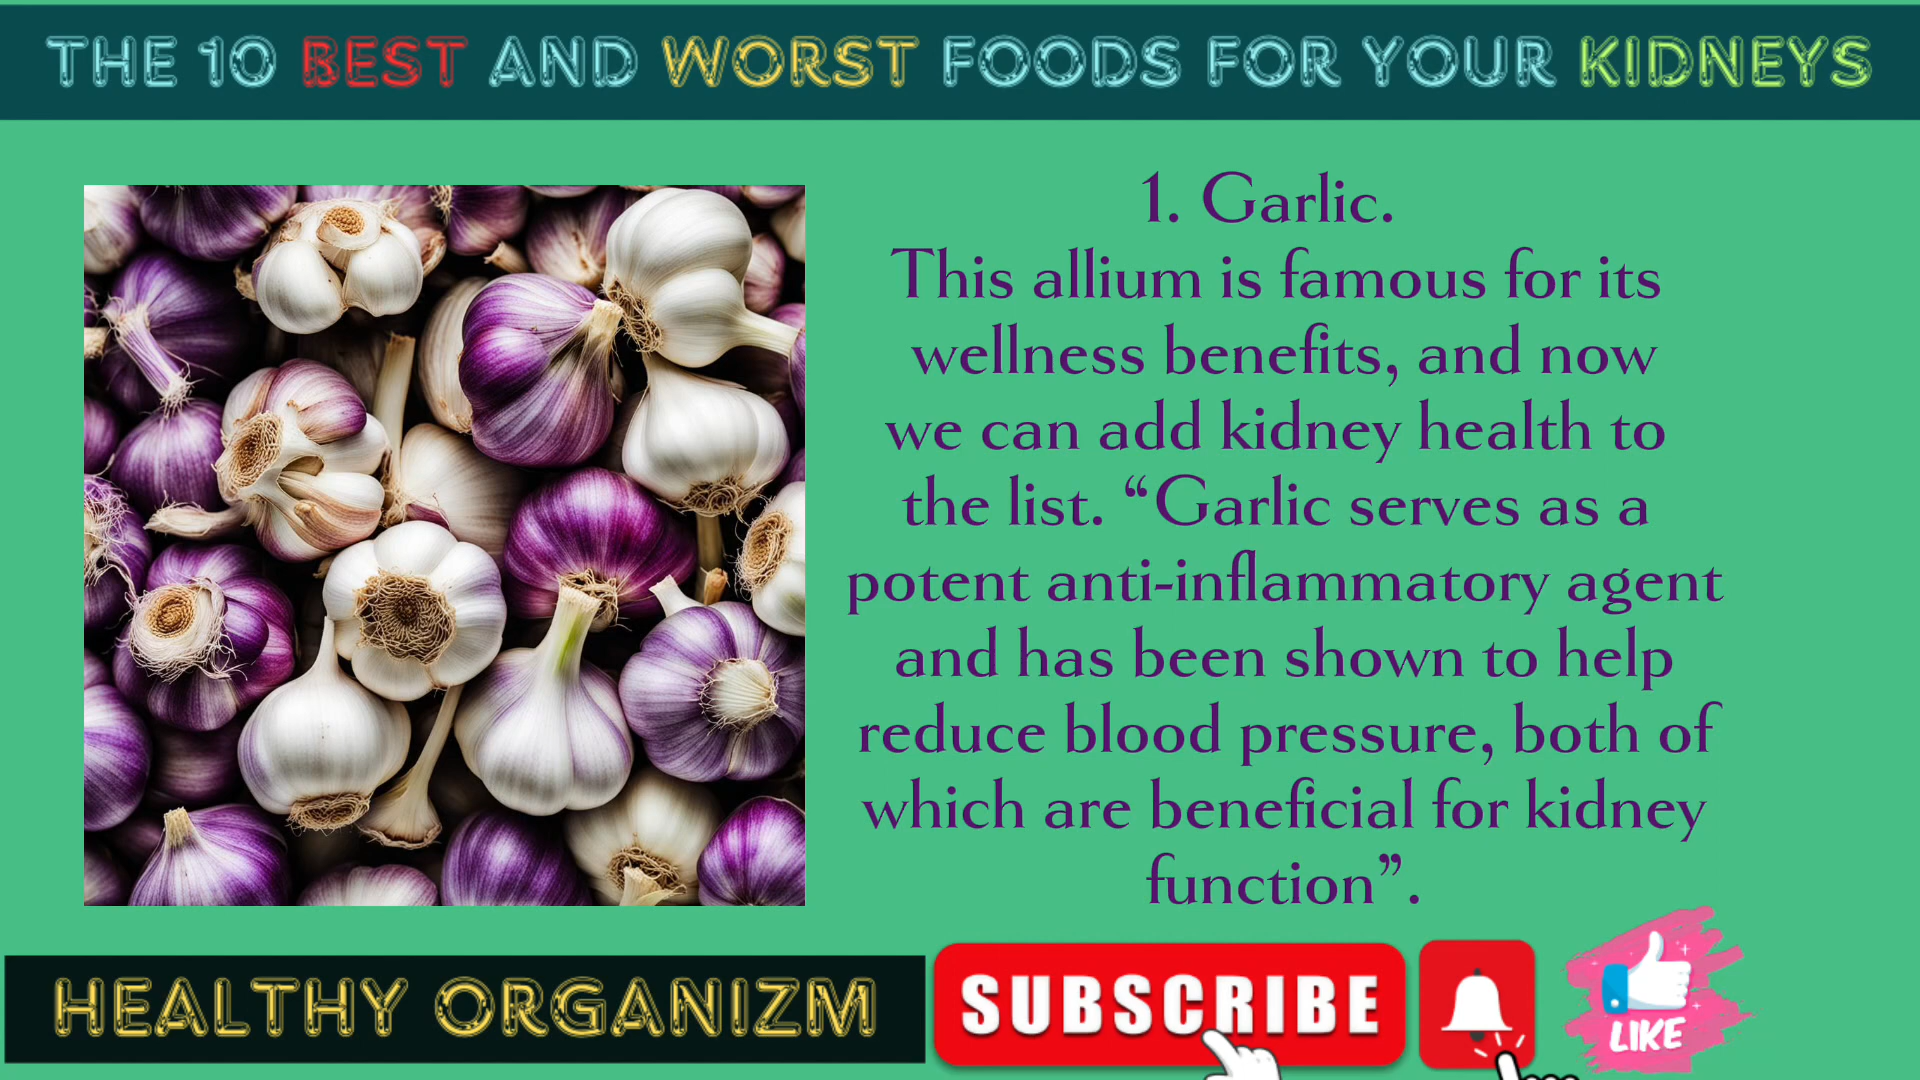 THE 10 BEST AND WORST FOODS FOR YOUR KIDNEYS
1. Garlic.
This allium is famous for its
wellness benefits, and now
we can add kidney health to
the list. “Garlic serves as a
potent anti-inflammatory agent
and has been shown to help
reduce blood pressure, both of
which are beneficial for kidney
function”.
HEALTHY ORGANIZM
SUBSCRIBE
LIKE